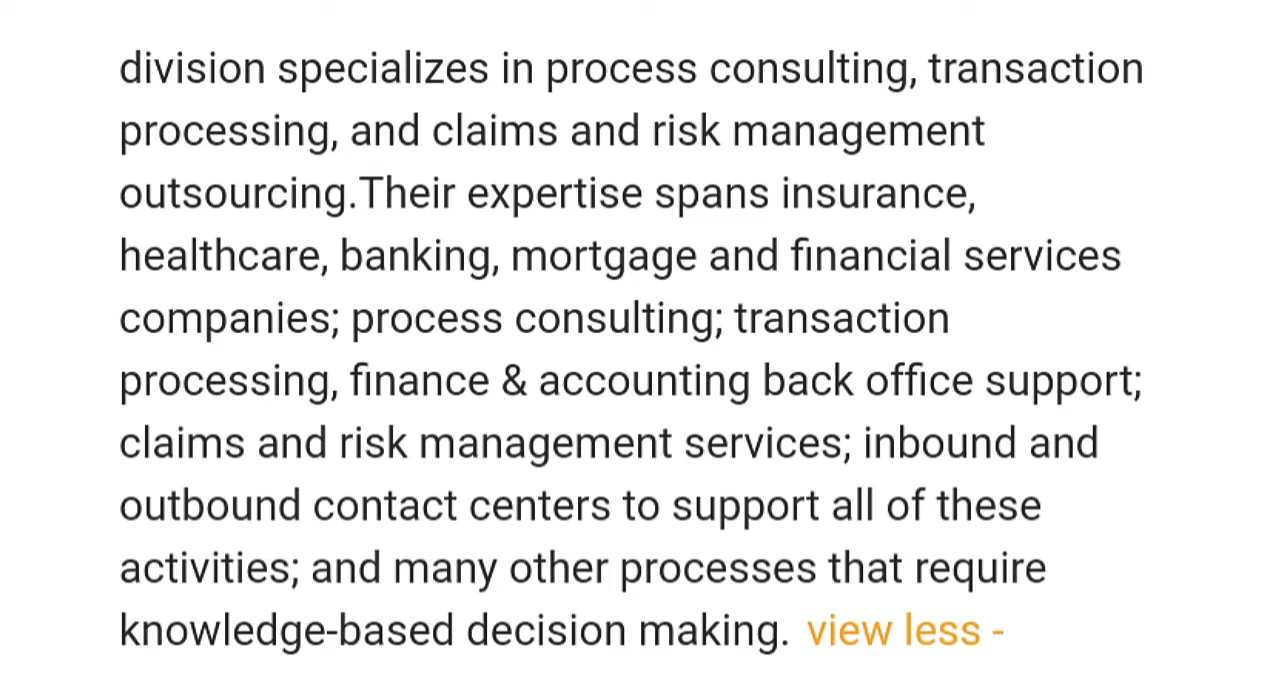 division specializes in process consulting, transaction
processing, and claims and risk management
outsourcing.Their expertise spans insurance,
healthcare, banking, mortgage and financial services
companies; process consulting; transaction
processing, finance & accounting back office support;
claims and risk management services; inbound and
outbound contact centers to support all of these
activities; and many other processes that require
knowledge-based decision making. view less -